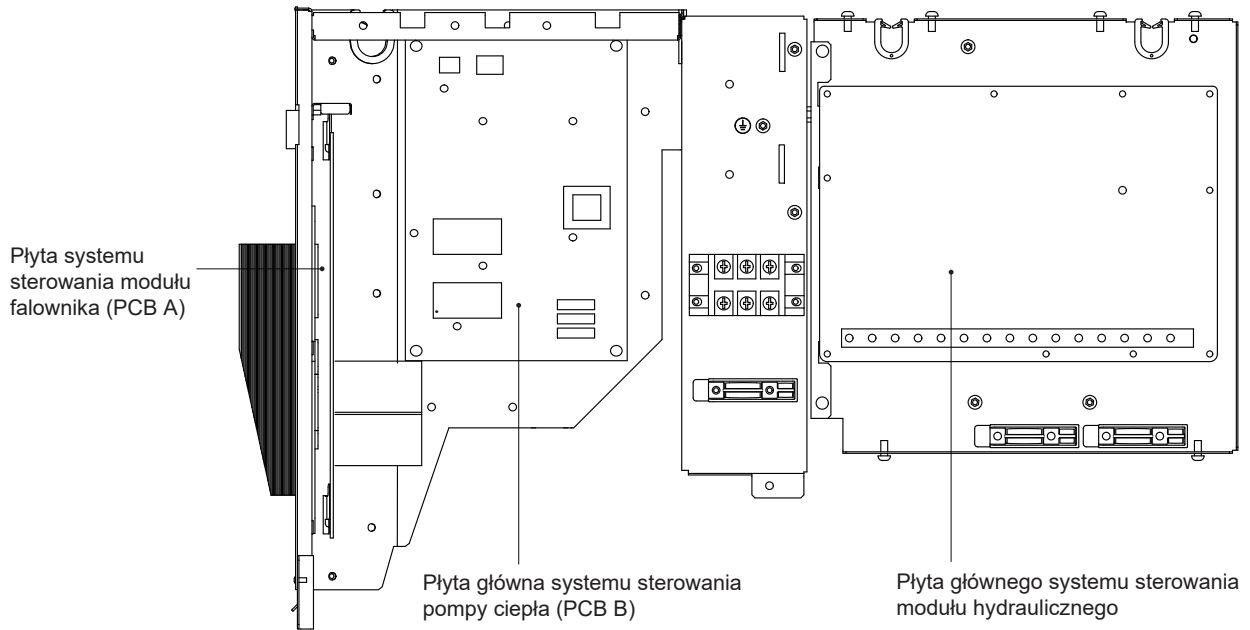 Płyta systemu
sterowania modułu
falownika (PCB A)
Płyta główna systemu sterowania
pompy ciepła (PCB B)
Płyta głównego systemu sterowania
modułu hydraulicznego